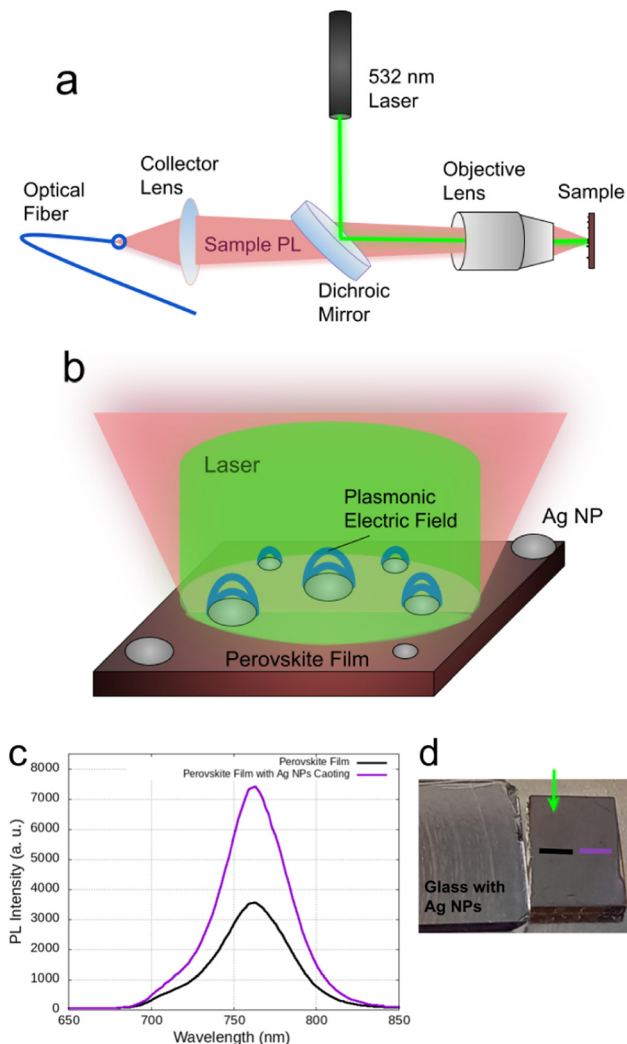 a
532 nm
Laser
Collector
Lens
Objective
Lens
Sample
Optical
Fiber
Sample PL
Dichroic
Mirror
b
Laser
Plasmonic
Electric Field
Ag NP
Perovskite Film
c
Perovskite Film
Perovskite Film with Ag NPs Caoting
8000
7000
6000
5000
4000
3000
2000
1000
0
PL Intensity (a. u.)
650
700
750
800
850
Wavelength (nm)
d
Glass with
Ag NPs